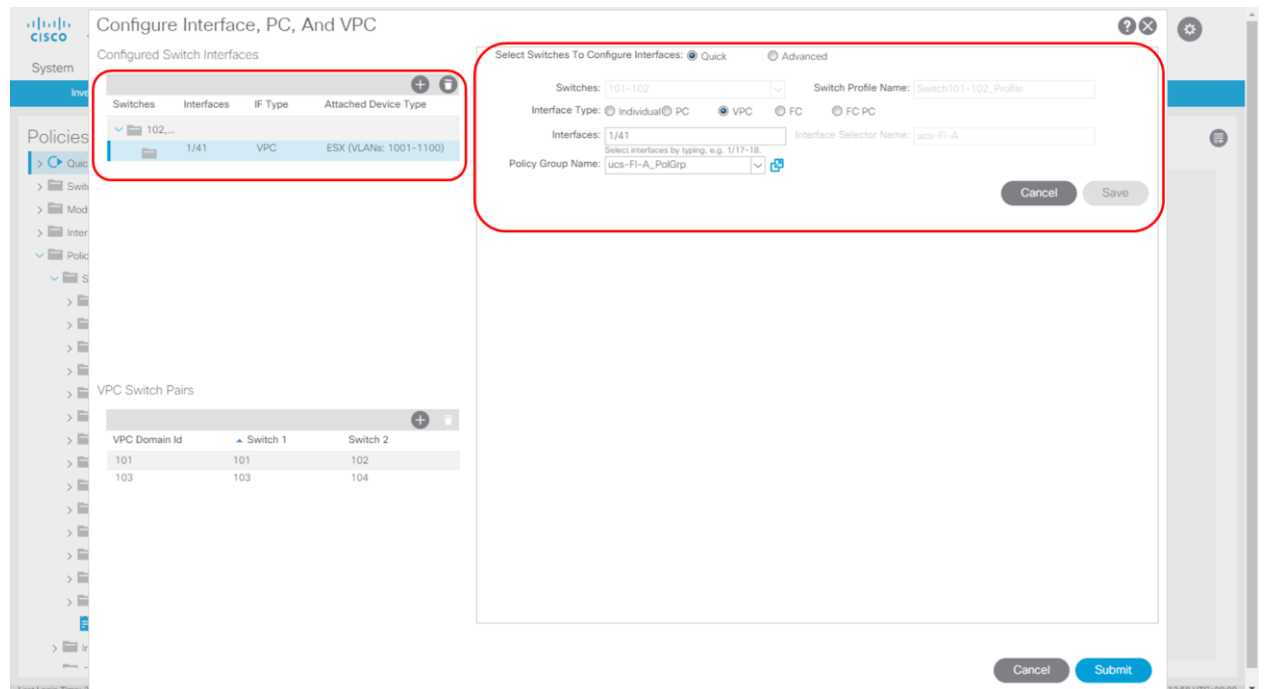 Configure Interface, PC, And VPC
CISCO
System
Configured Switch Interfaces
Switches Interfaces IF Type Attached Device Type
102,...
1/41 VPC ESX (VLANs: 1001-1100)
Policies
Select Switches To Configure Interfaces: Quick Advanced
Switches: 101-102 Switch Profile Name: Switch101-102_Profile
Interface Type: Individual PC VPC FC FC PC
Interfaces: 1/41 Interface Selector Name: ucs-FI-A
Select interfaces by typing, e.g. 1/17-18.
Policy Group Name: ucs-FI-A_PolGrp
Cancel Save
VPC Switch Pairs
VPC Domain Id Switch 1 Switch 2
101 101 102
103 103 104
Cancel Submit